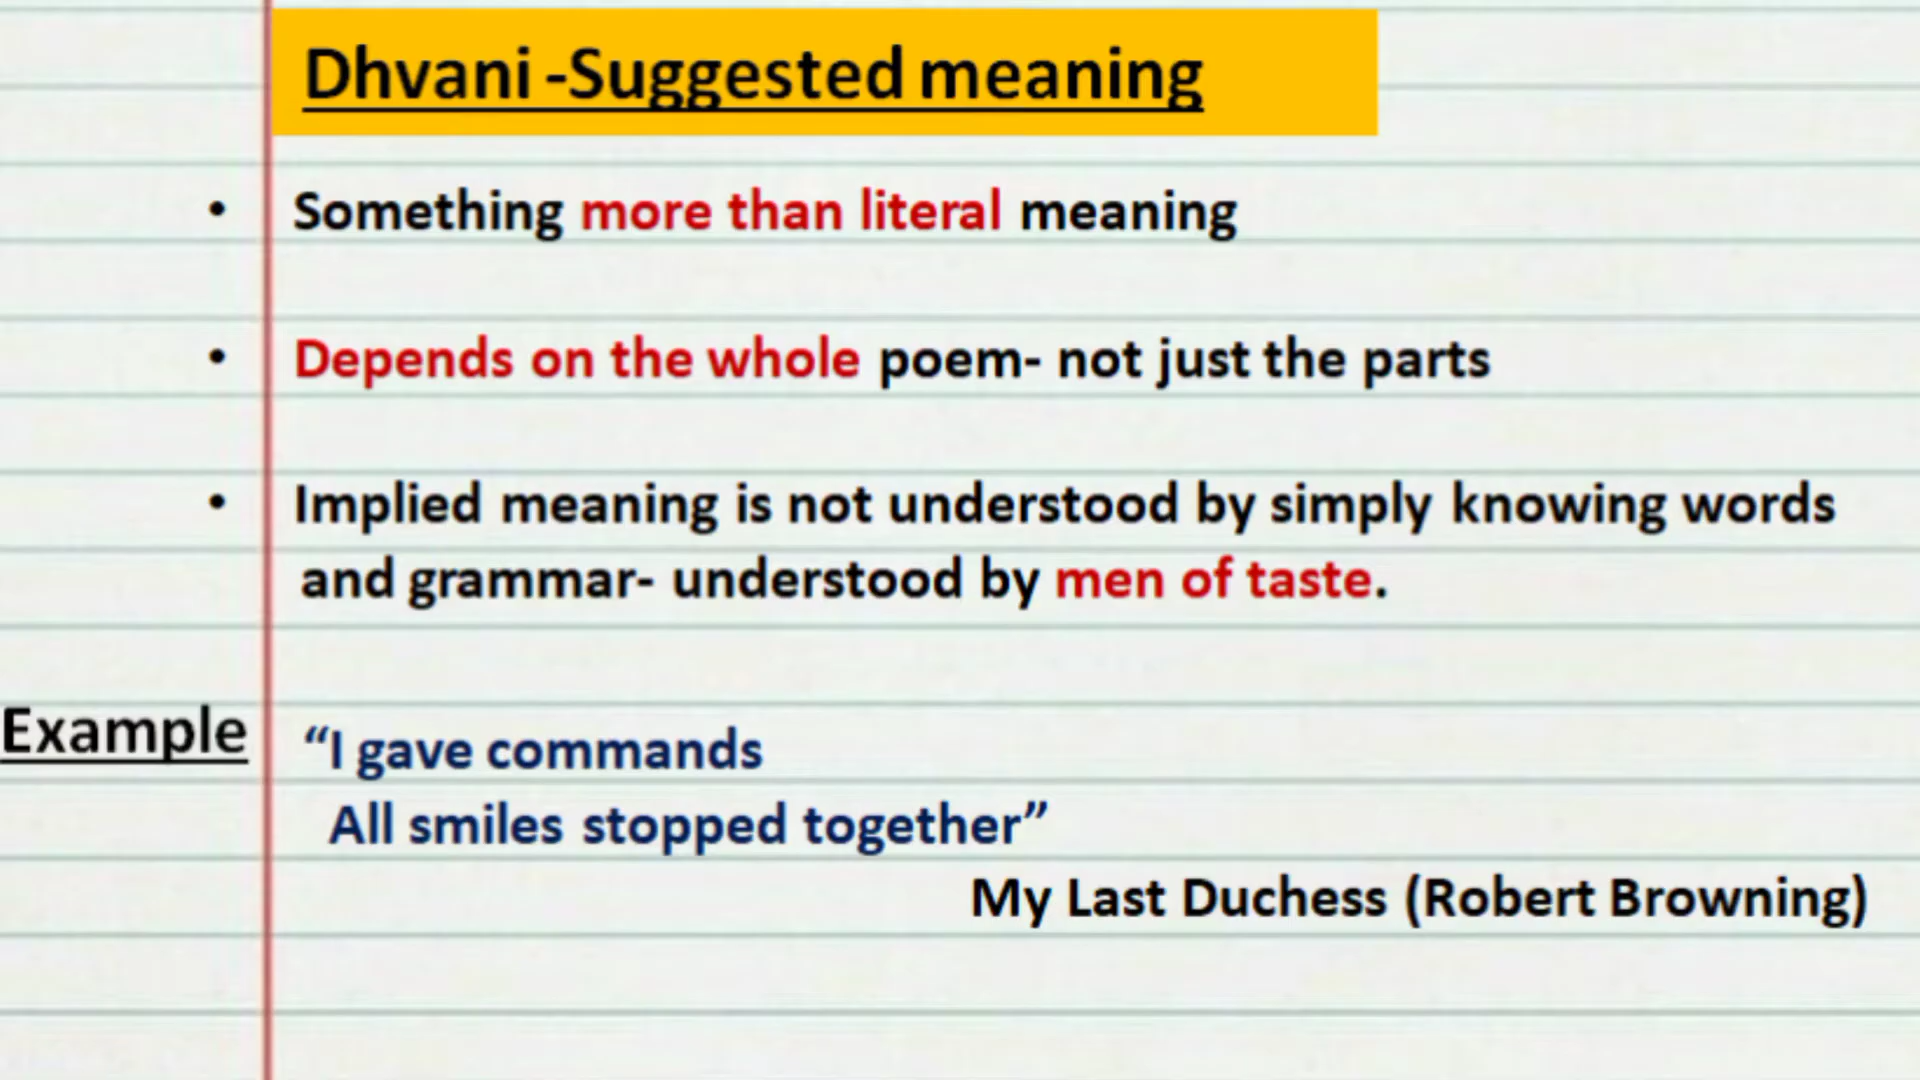 Dhvani -Suggested meaning
• Something more than literal meaning
• Depends on the whole poem- not just the parts
• Implied meaning is not understood by simply knowing words
and grammar- understood by men of taste.
Example
“I gave commands
All smiles stopped together”
My Last Duchess (Robert Browning)